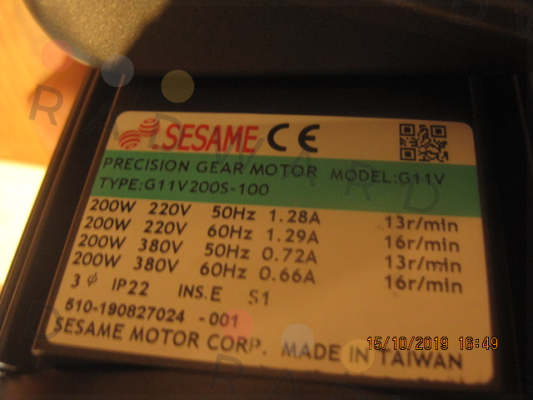 SESAME CE
PRECISION GEAR MOTOR MODEL:G11V
TYPE:G11V200S-100
200W 220V 50Hz 1.28A 13r/min
200W 220V 60Hz 1.29A 16r/min
200W 380V 50Hz 0.72A 13r/min
200W 380V 60Hz 0.66A 16r/min
3 ϕ IP22 INS.E S1
610-190827024 -001
SESAME MOTOR CORP. MADE IN TAIWAN
15/10/2019 16:49
RADWARD